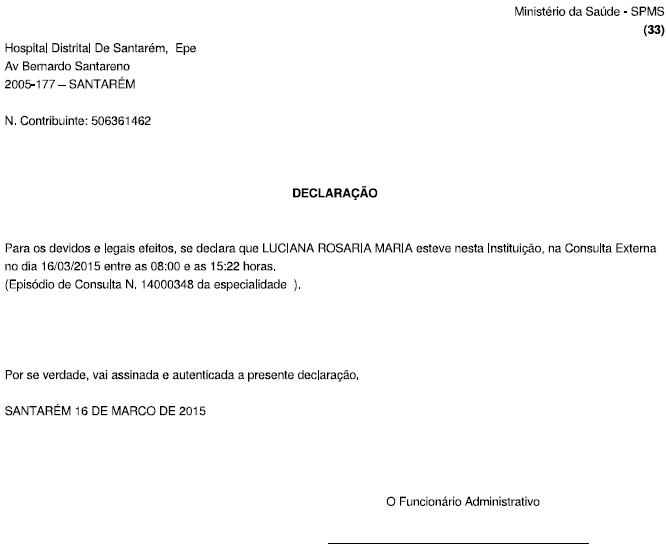 Ministério da Saúde - SPMS
(33)
Hospital Distrital De Santarém, Epe
Av Bernardo Santareno
2005-177 – SANTARÉM
N. Contribuinte: 506361462
DECLARAÇÃO
Para os devidos e legais efeitos, se declara que LUCIANA ROSARIA MARIA esteve nesta Instituição, na Consulta Externa
no dia 16/03/2015 entre as 08:00 e as 15:22 horas.
(Episódio de Consulta N. 14000348 da especialidade ).
Por se verdade, vai assinada e autenticada a presente declaração.
SANTARÉM 16 DE MARCO DE 2015
O Funcionário Administrativo